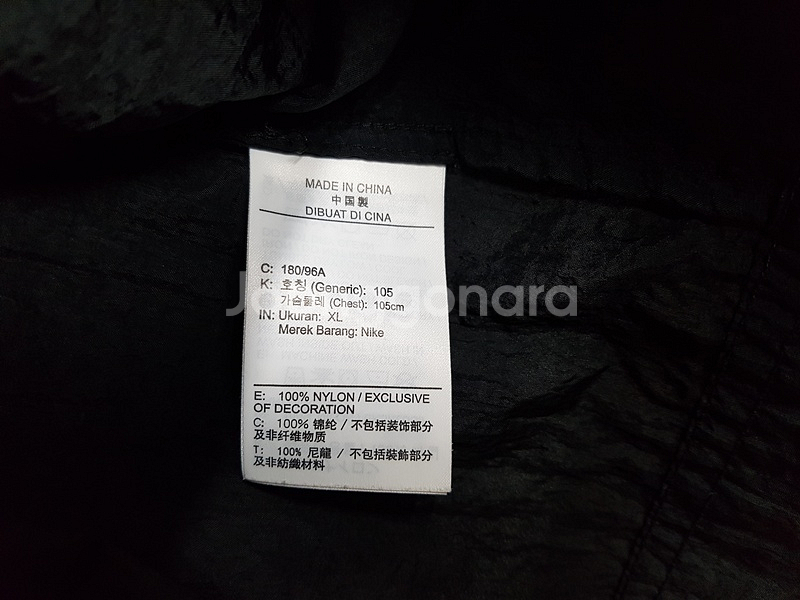 MADE IN CHINA
中国製
DIBUAT DI CINA
C: 180/96A
K: 호칭 (Generic): 105
가슴둘레 (Chest): 105cm
IN: Ukuran: XL
Merek Barang: Nike
E: 100% NYLON / EXCLUSIVE
OF DECORATION
C: 100% 锦纶 / 不包括装饰部分
及非纤维物质
T: 100% 尼龍 / 不包括裝飾部分
及非紡織材料
Joonggonara